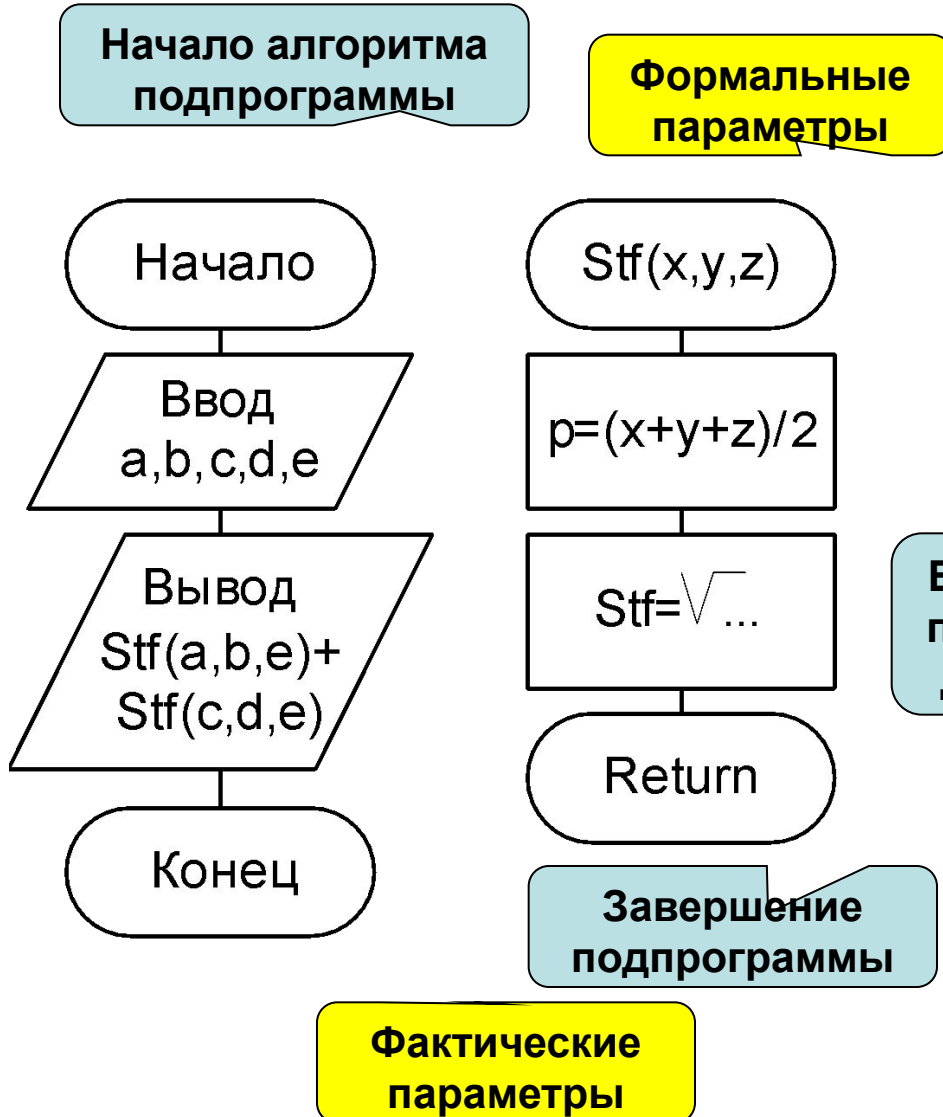 Начало алгоритма
подпрограммы
Формальные
параметры
Начало
Ввод
a,b,c,d,e
Вывод
Stf(a,b,e)+
Stf(c,d,e)
Конец
Stf(x,y,z)
p=(x+y+z)/2
Stf=√...
Return
Завершение
подпрограммы
Фактические
параметры